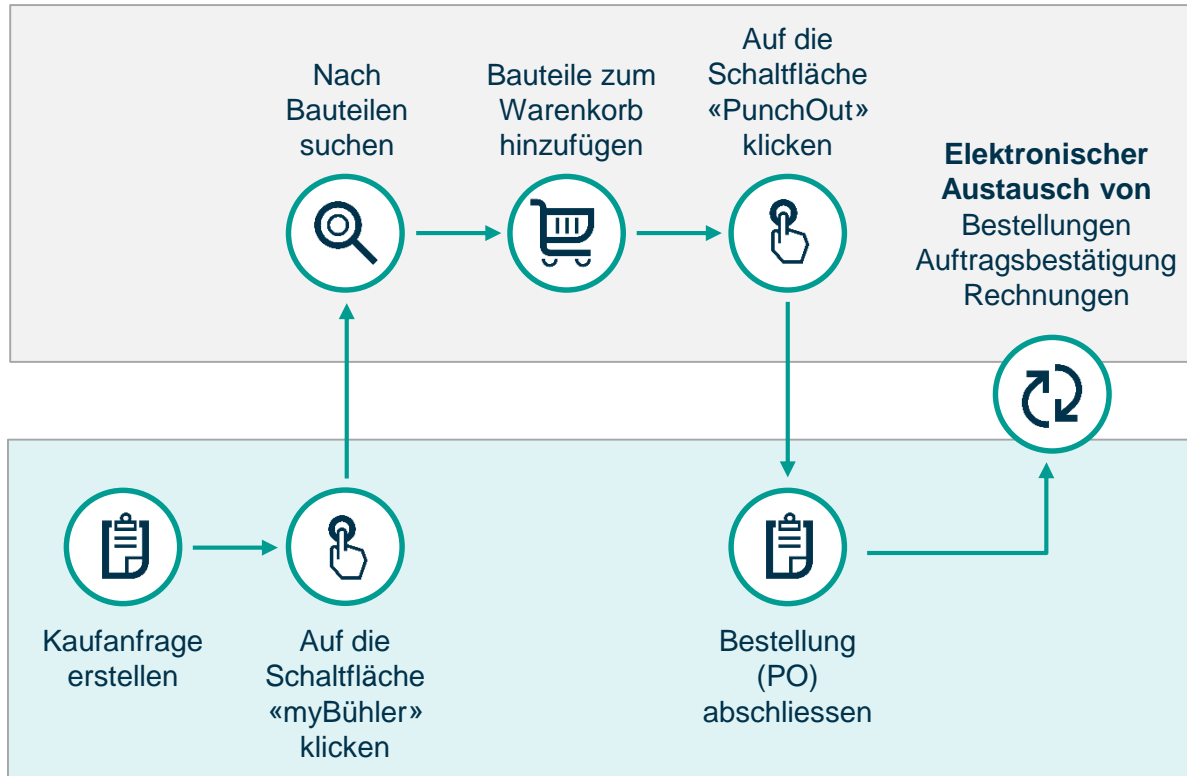 Nach
Bauteilen
suchen
Bauteile zum
Warenkorb
hinzufügen
Auf die
Schaltfläche
«PunchOut»
klicken
Elektronischer
Austausch von
Bestellungen
Auftragsbestätigung
Rechnungen
Kaufanfrage
erstellen
Auf die
Schaltfläche
«myBühler»
klicken
Bestellung
(PO)
abschliessen